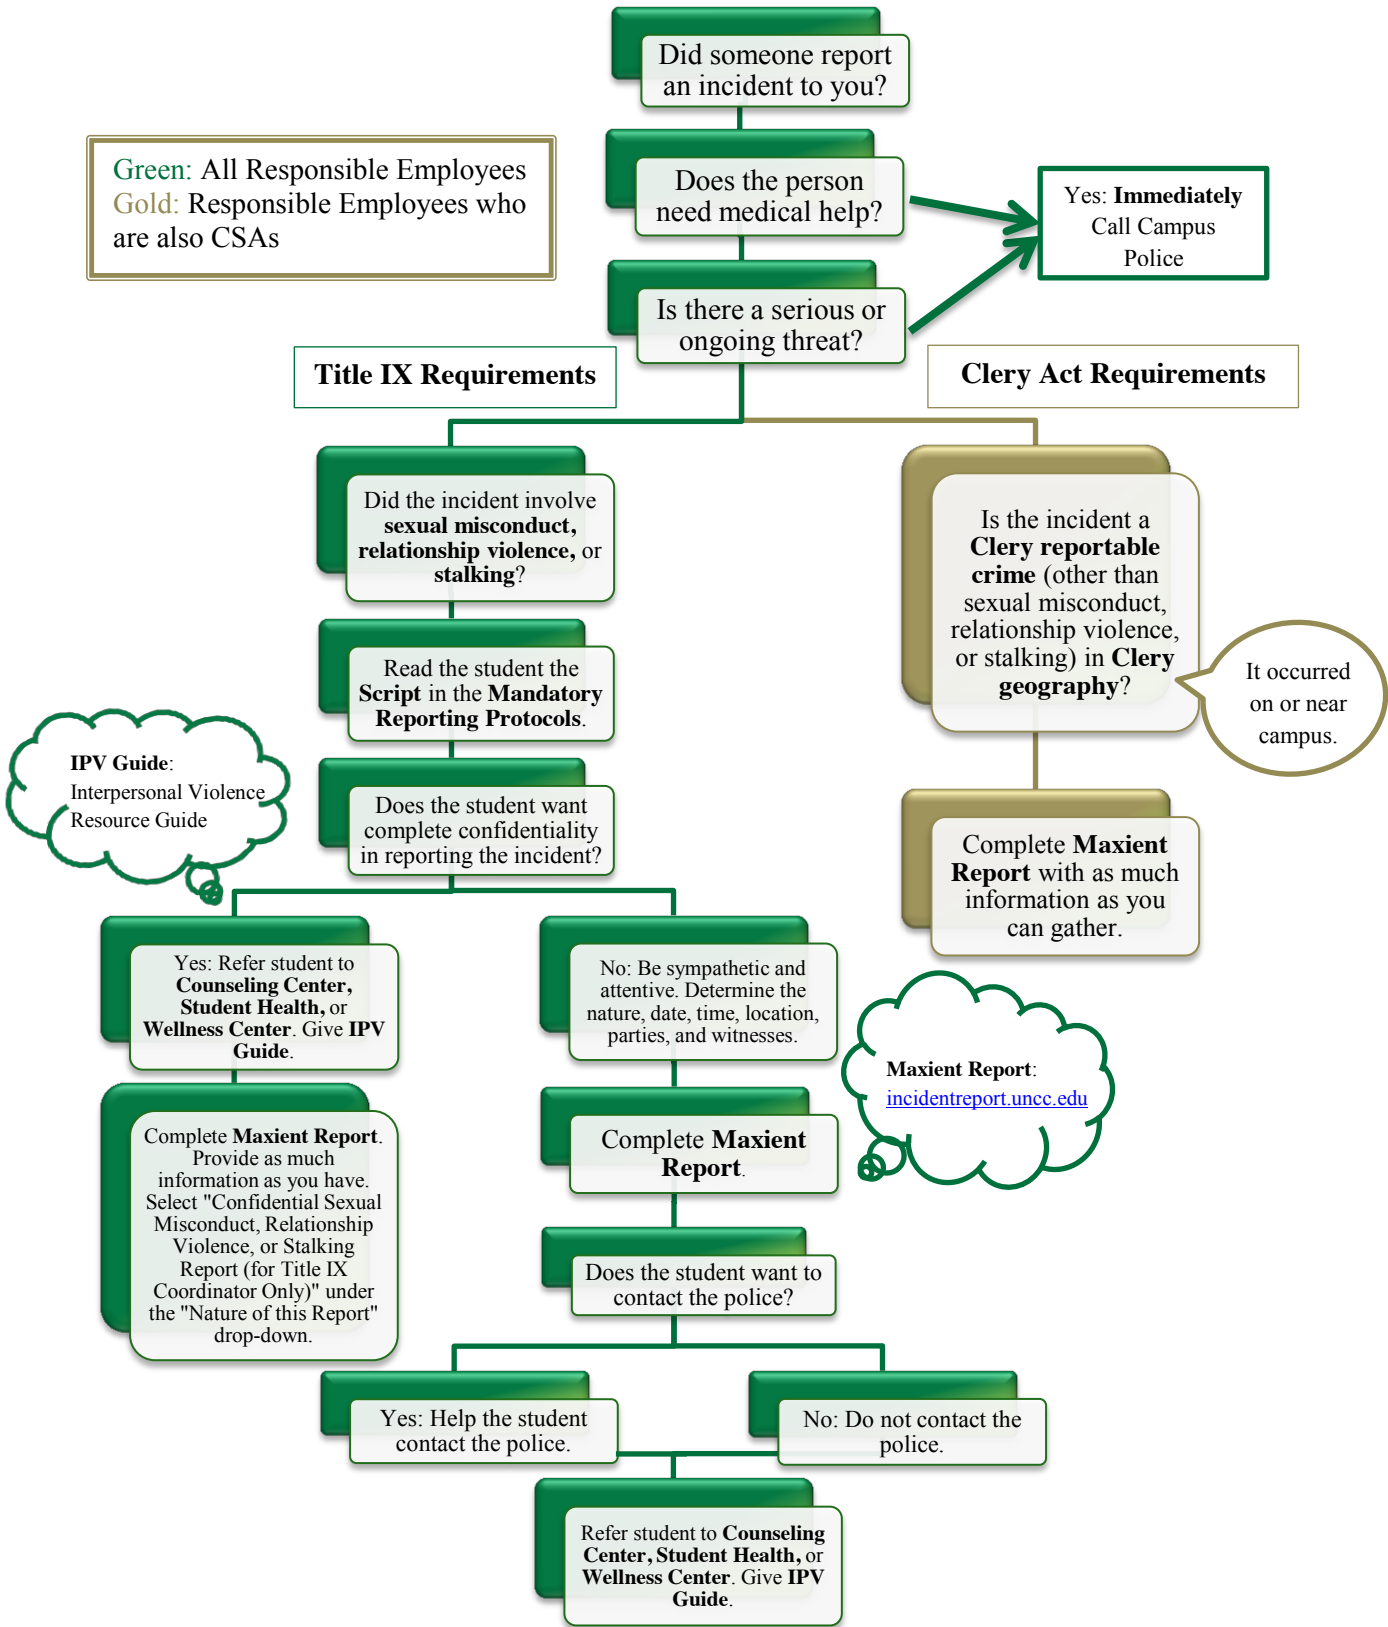 Did someone report
an incident to you?
Green: All Responsible Employees
Gold: Responsible Employees who
are also CSAs
Does the person
need medical help?
Yes: Immediately
Call Campus
Police
Is there a serious or
ongoing threat?
Title IX Requirements
Clery Act Requirements
Did the incident involve
sexual misconduct,
relationship violence, or
stalking?
Is the incident a
Clery reportable
crime (other than
sexual misconduct,
relationship violence,
or stalking) in Clery
geography?
It occurred
on or near
campus.
Read the student the
Script in the Mandatory
Reporting Protocols.
IPV Guide:
Interpersonal Violence
Resource Guide
Does the student want
complete confidentiality
in reporting the incident?
Complete Maxient
Report with as much
information as you
can gather.
Yes: Refer student to
Counseling Center,
Student Health, or
Wellness Center. Give IPV
Guide.
No: Be sympathetic and
attentive. Determine the
nature, date, time, location,
parties, and witnesses.
Maxient Report:
incidentreport.uncc.edu
Complete Maxient Report.
Provide as much
information as you have.
Select "Confidential Sexual
Misconduct, Relationship
Violence, or Stalking
Report (for Title IX
Coordinator Only)" under
the "Nature of this Report"
drop-down.
Complete Maxient
Report.
Does the student want to
contact the police?
Yes: Help the student
contact the police.
No: Do not contact the
police.
Refer student to Counseling
Center, Student Health, or
Wellness Center. Give IPV
Guide.